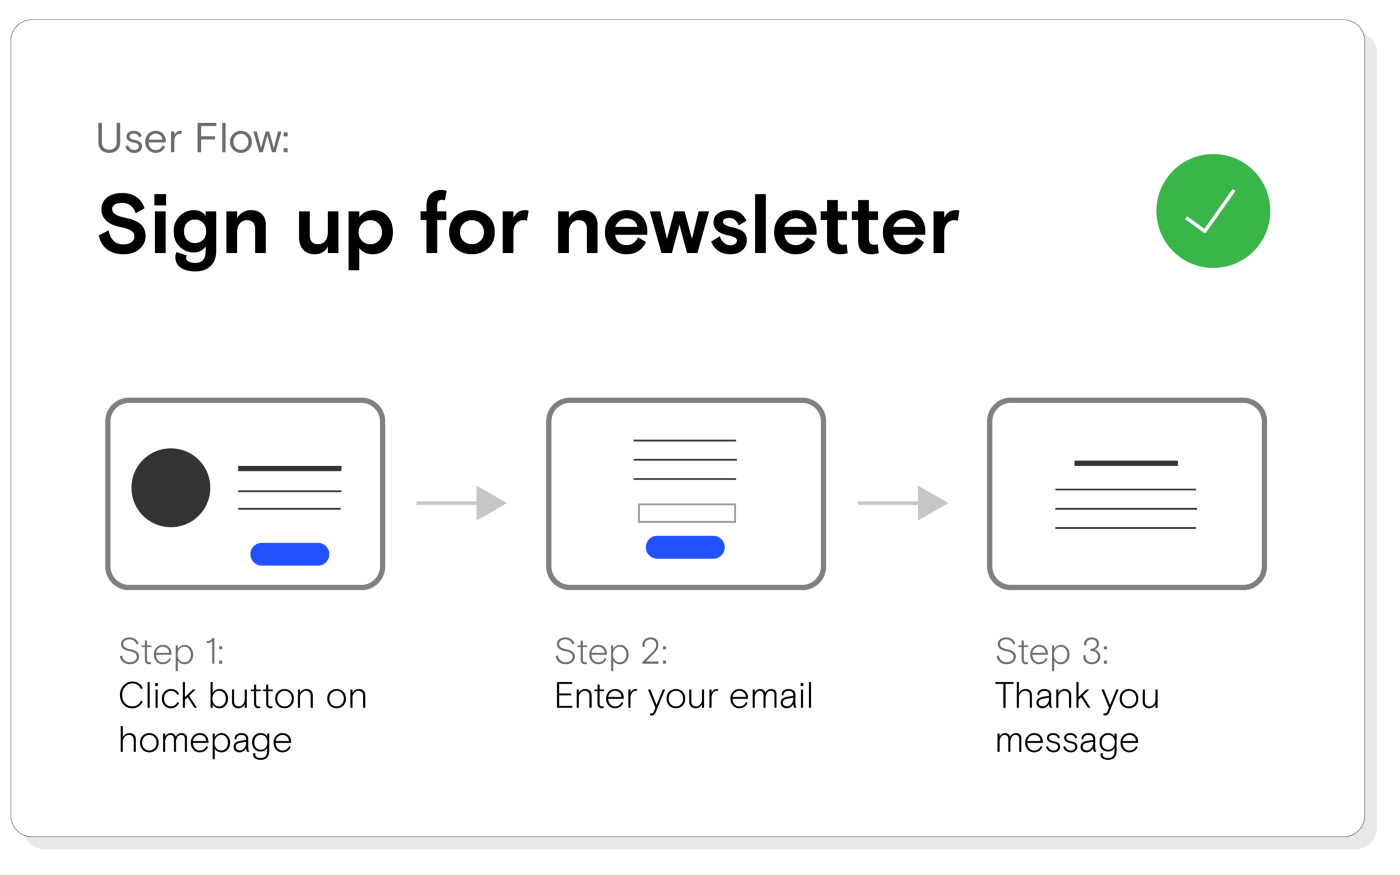 User Flow:
Sign up for newsletter
Step 1:
Click button on
homepage
Step 2:
Enter your email
Step 3:
Thank you
message